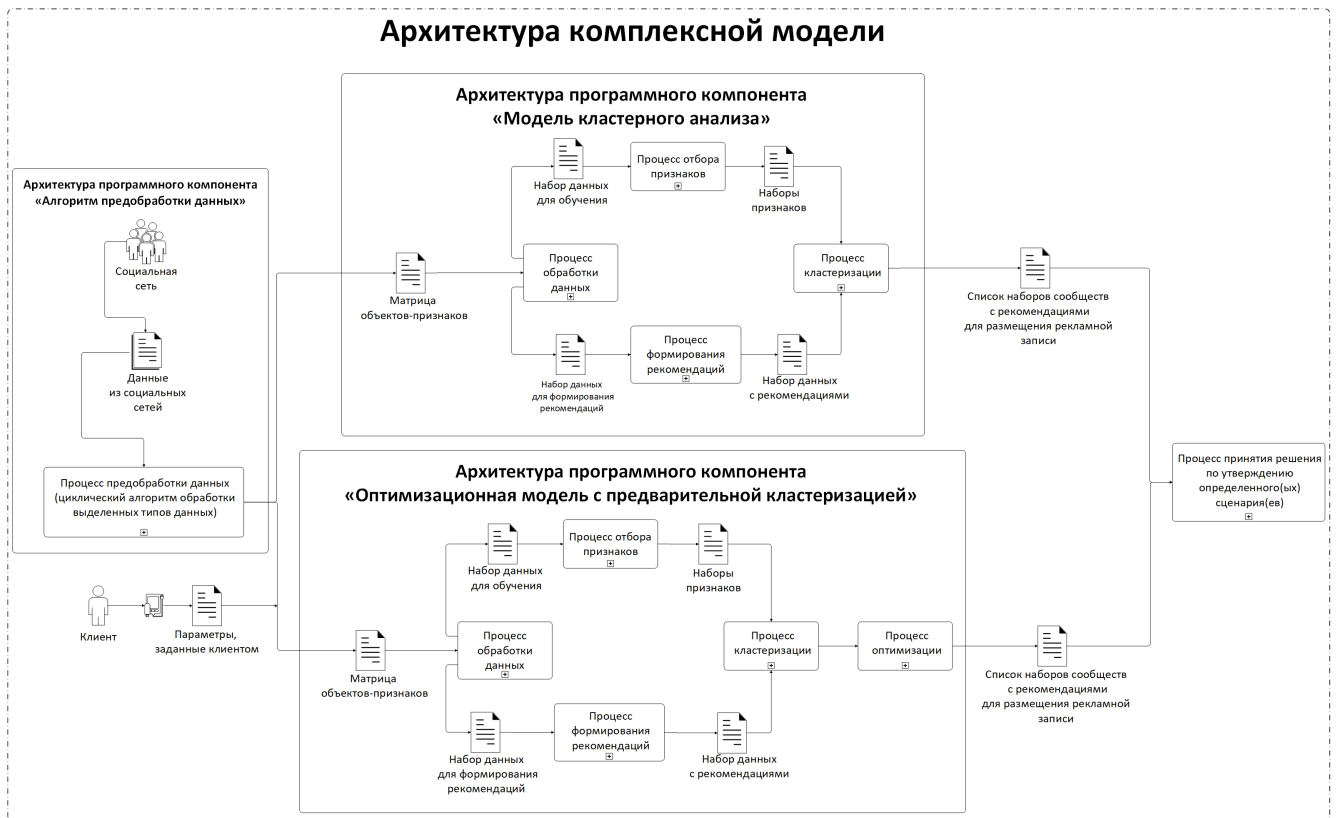 Архитектура комплексной модели
Архитектура программного компонента
«Алгоритм предобработки данных»
Социальная
сеть
Данные
из социальных
сетей
Процесс предобработки данных
(циклический алгоритм обработки
выделенных типов данных)
Клиент
Параметры,
заданные клиентом
Архитектура программного компонента
«Модель кластерного анализа»
Матрица
объектов-признаков
Процесс
обработки
данных
Набор данных
для обучения
Процесс отбора
признаков
Наборы
признаков
Набор данных
для формирования
рекомендаций
Процесс
формирования
рекомендаций
Набор данных
с рекомендациями
Процесс
кластеризации
Список наборов сообществ
с рекомендациями
для размещения рекламной
записи
Архитектура программного компонента
«Оптимизационная модель с предварительной кластеризацией»
Матрица
объектов-признаков
Процесс
обработки
данных
Набор данных
для обучения
Процесс отбора
признаков
Наборы
признаков
Набор данных
для формирования
рекомендаций
Процесс
формирования
рекомендаций
Набор данных
с рекомендациями
Процесс
кластеризации
Процесс
оптимизации
Список наборов сообществ
с рекомендациями
для размещения рекламной
записи
Процесс принятия решения
по утверждению
определенного(ых)
сценария(ев)